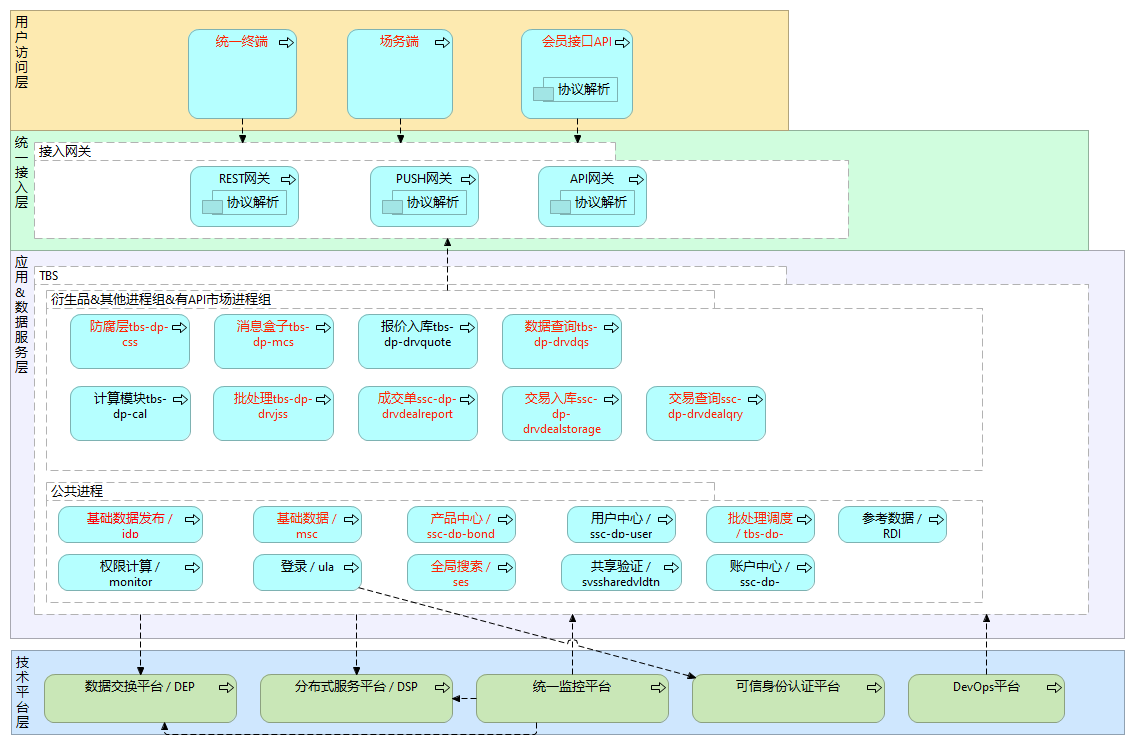 用户访问层
统一终端
场务端
会员接口API
协议解析
统一接入层
接入网关
REST网关
协议解析
PUSH网关
协议解析
API网关
协议解析
应用&数据服务层
TBS
衍生品&其他进程组&有API市场进程组
防腐层tbs-dp-
css
消息盒子tbs-
dp-mcs
报价入库tbs-
dp-drvquote
数据查询tbs-
dp-drvdqs
计算模块tbs-
dp-cal
批处理tbs-dp-
drvjss
成交单ssc-dp-
drvdealreport
交易入库ssc-
dp-
drvdealstorage
交易查询ssc-
dp-drvdealqry
公共进程
基础数据发布 /
idp
基础数据 /
msc
产品中心 /
ssc-dp-bond
用户中心 /
ssc-dp-user
批处理调度
/ tbs-dp-
参考数据 /
RDI
权限计算 /
monitor
登录 / ula
全局搜索 /
ses
共享验证 /
svssharedvldtn
账户中心 /
ssc-dp-
技术平台层
数据交换平台 / DEP
分布式服务平台 / DSP
统一监控平台
可信身份认证平台
DevOps平台